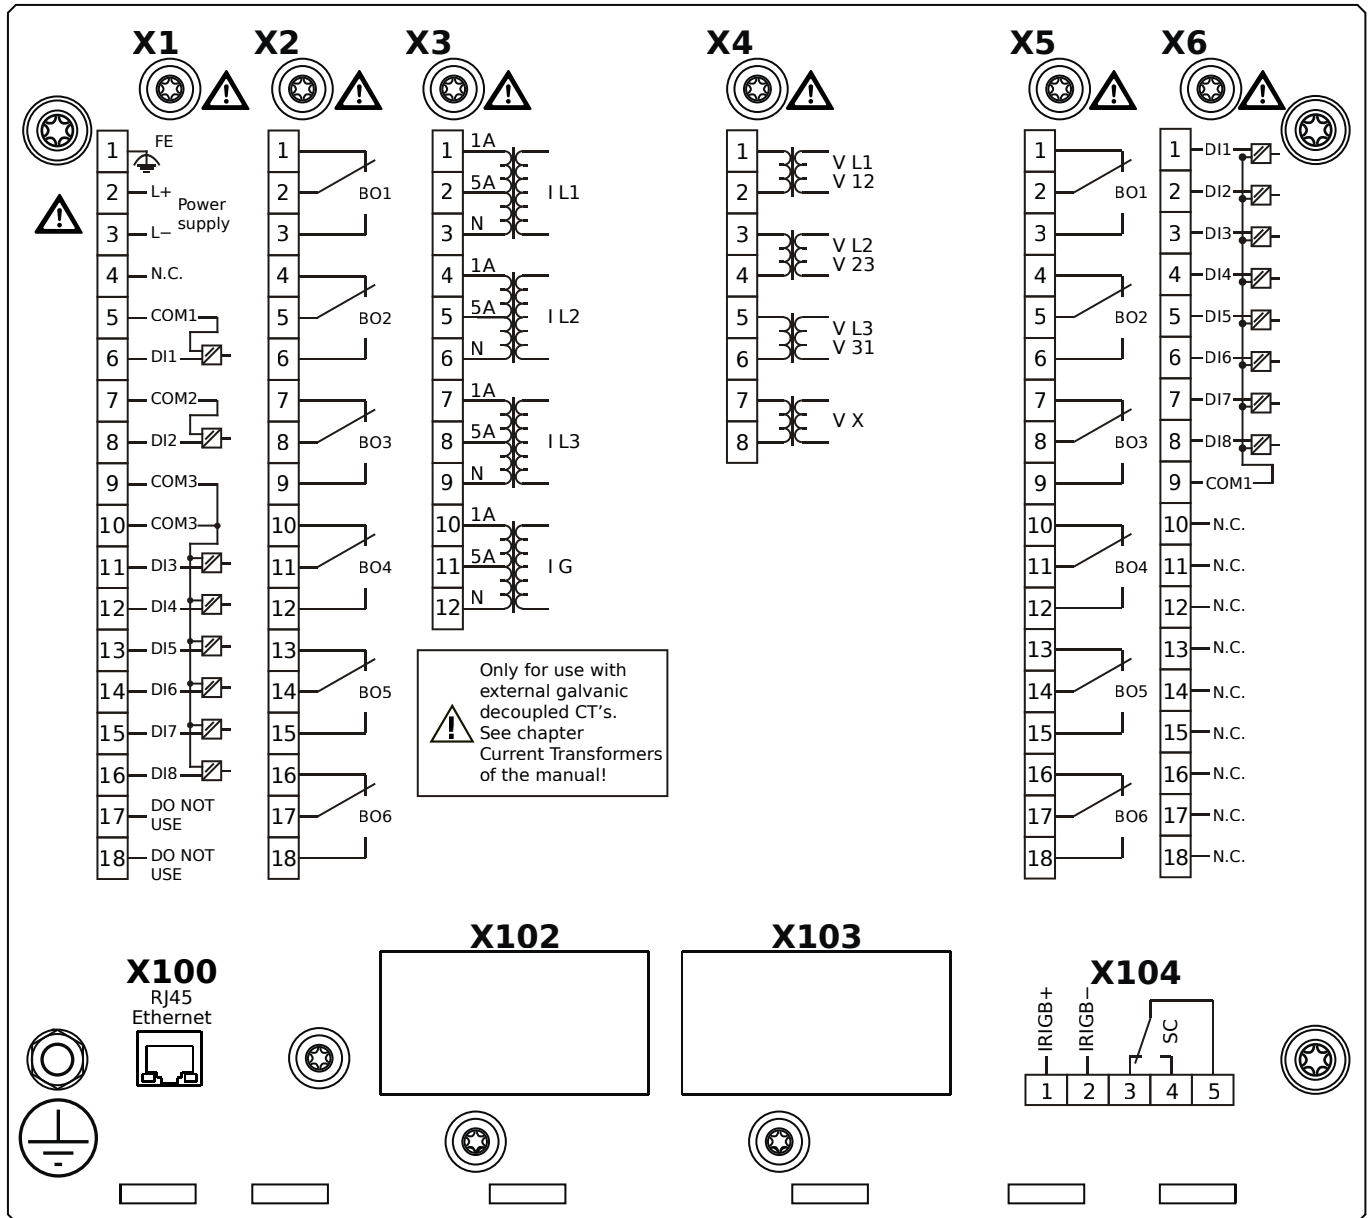 X1 X2 X3 X4 X5 X6
1 FE
2 L+
Power
supply
3 L−
4 N.C.
5 COM1
6 DI1
7 COM2
8 DI2
9 COM3
10 COM3
11 DI3
12 DI4
13 DI5
14 DI6
15 DI7
16 DI8
17 DO NOT
USE
18 DO NOT
USE
1
2 BO1
3
4
5 BO2
6
7
8 BO3
9
10
11 BO4
12
13
14 BO5
15
16
17 BO6
18
1 1A
2 5A I L1
3 N
4 1A
5 5A I L2
6 N
7 1A
8 5A I L3
9 N
10 1A
11 5A I G
12 N
Only for use with
external galvanic
decoupled CT's.
See chapter
Current Transformers
of the manual!
1 V L1
2 V 12
3 V L2
4 V 23
5 V L3
6 V 31
7 V X
8
1
2 BO1
3
4
5 BO2
6
7
8 BO3
9
10
11 BO4
12
13
14 BO5
15
16
17 BO6
18
1 DI1
2 DI2
3 DI3
4 DI4
5 DI5
6 DI6
7 DI7
8 DI8
9 COM1
10 N.C.
11 N.C.
12 N.C.
13 N.C.
14 N.C.
15 N.C.
16 N.C.
17 N.C.
18 N.C.
X100
RJ45
Ethernet
X102
X103
X104
IRIGB+
IRIGB−
SC
1 2 3 4 5